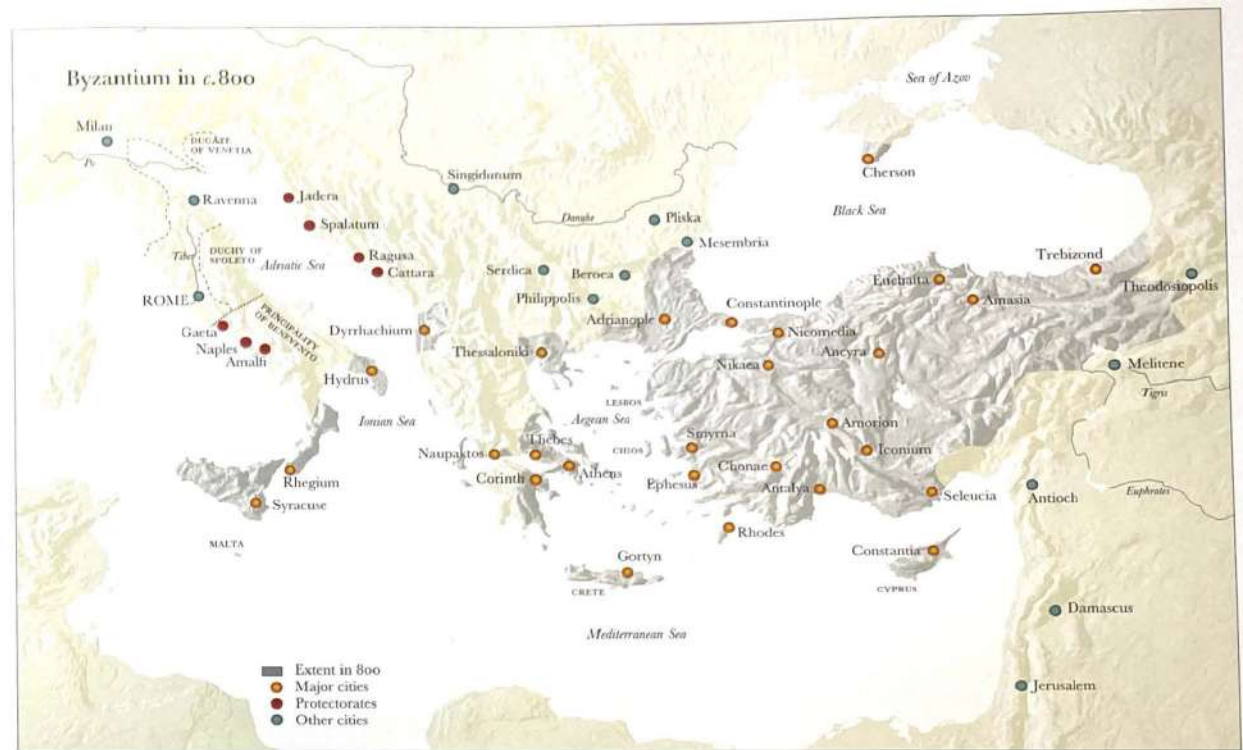 Byzantium in c.800
Sea of Azov
Milan
Po
DUCATE
OF VENETIA
Cherson
Singidunum
Ravenna
Jadera
Danube
Pliska
Black Sea
Spalatum
Mesembria
Tiber
DUCHY OF
SPOLETO
Adriatic Sea
Ragusa
Cattara
Serdica
Beroea
Trebizond
Euchaita
Theodosiopolis
ROME
Philippolis
Amasia
Constantinople
PRINCIPALITY
OF BENEVENTO
Gaeta
Dyrrhachium
Adrianople
Nicomedia
Naples
Amalfi
Thessaloniki
Ancyra
Nikaea
Melitene
Hydrus
Tigris
LESBOS
Ionian Sea
Aegean Sea
Amorion
Thebes
Smyrna
Naupaktos
CHIOS
Iconium
Rhegium
Corinth
Athens
Chonae
Ephesus
Antalya
Seleucia
Antioch
Euphrates
Syracuse
Rhodes
MALTA
Gortyn
Constantia
CRETE
CYPRUS
Damascus
Mediterranean Sea
Extent in 800
Major cities
Protectorates
Other cities
Jerusalem